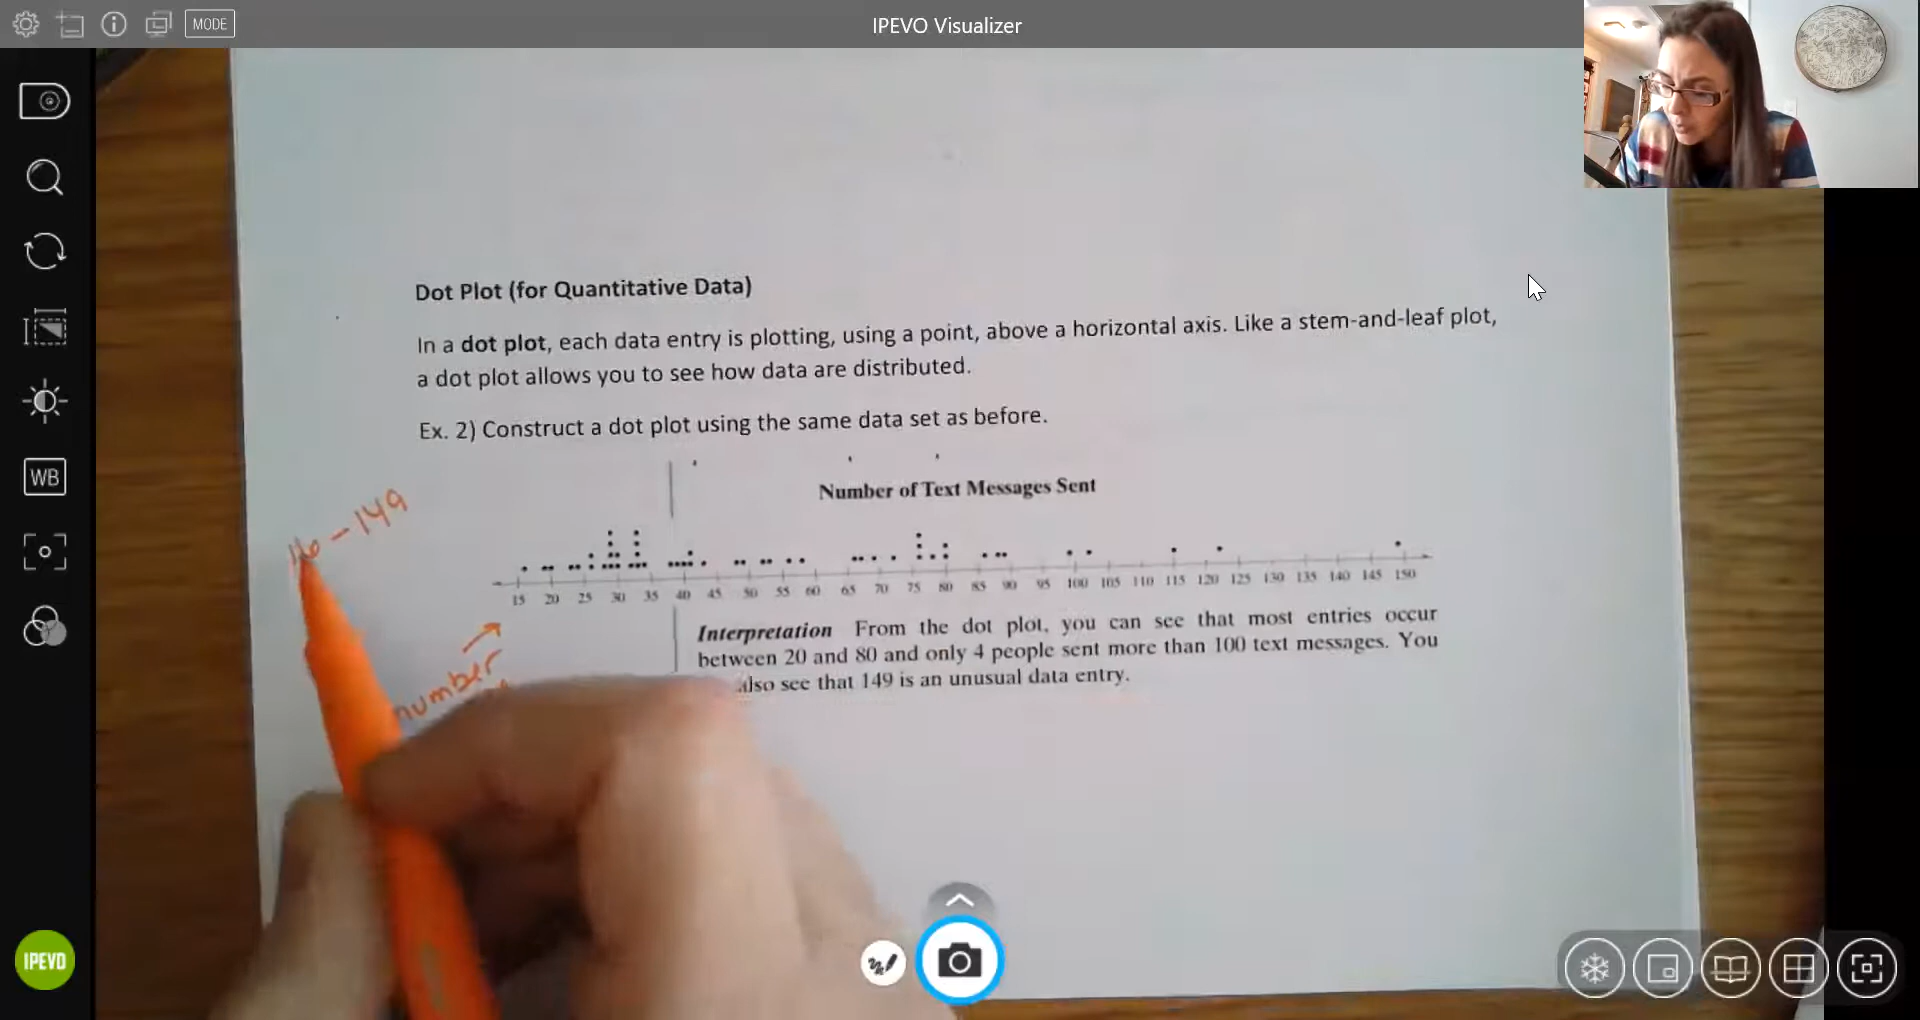 MODE
IPEVO Visualizer
WB
Dot Plot (for Quantitative Data)
In a dot plot, each data entry is plotting, using a point, above a horizontal axis. Like a stem-and-leaf plot,
a dot plot allows you to see how data are distributed.
Ex. 2) Construct a dot plot using the same data set as before.
16 - 149
Number of Text Messages Sent
15 20 25 30 35 40 45 50 55 60 65 70 75 80 85 90 95 100 105 110 115 120 125 130 135 140 145 150
number
Interpretation From the dot plot, you can see that most entries occur
between 20 and 80 and only 4 people sent more than 100 text messages. You
also see that 149 is an unusual data entry.
IPEVO